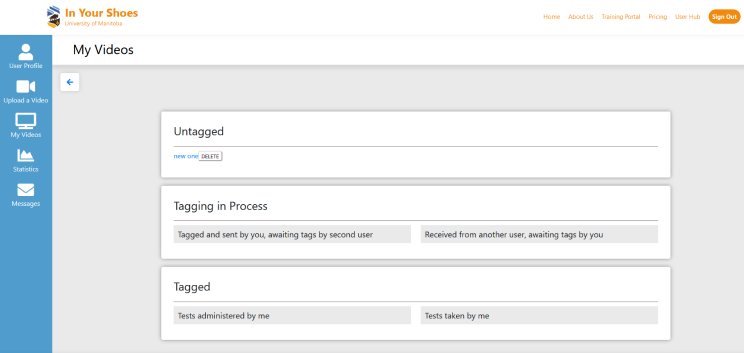 In Your Shoes
University of Manitoba
Home About Us Training Portal Pricing User Hub Sign Out
My Videos
User Profile
Upload a Video
My Videos
Statistics
Messages
Untagged
new one DELETE
Tagging in Process
Tagged and sent by you, awaiting tags by second user Received from another user, awaiting tags by you
Tagged
Tests administered by me Tests taken by me